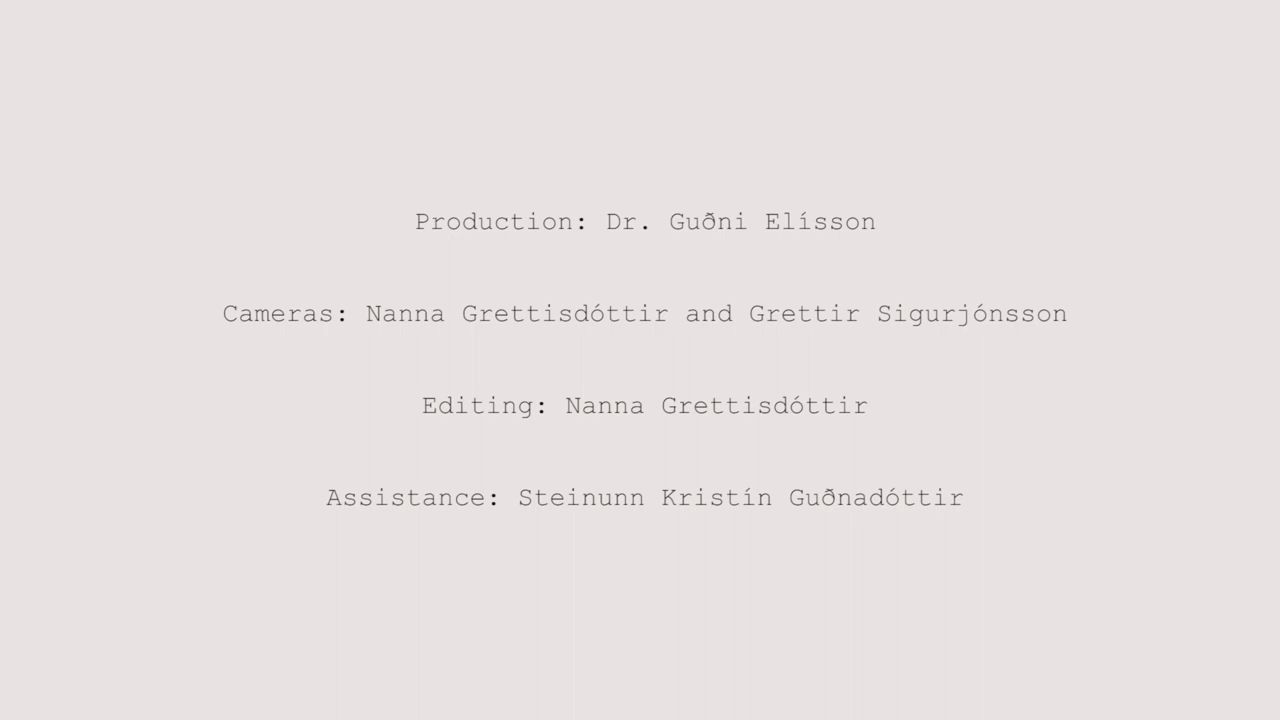 Production: Dr. Guðni Elísson
Cameras: Nanna Grettisdóttir and Grettir Sigurjónsson
Editing: Nanna Grettisdóttir
Assistance: Steinunn Kristín Guðnadóttir